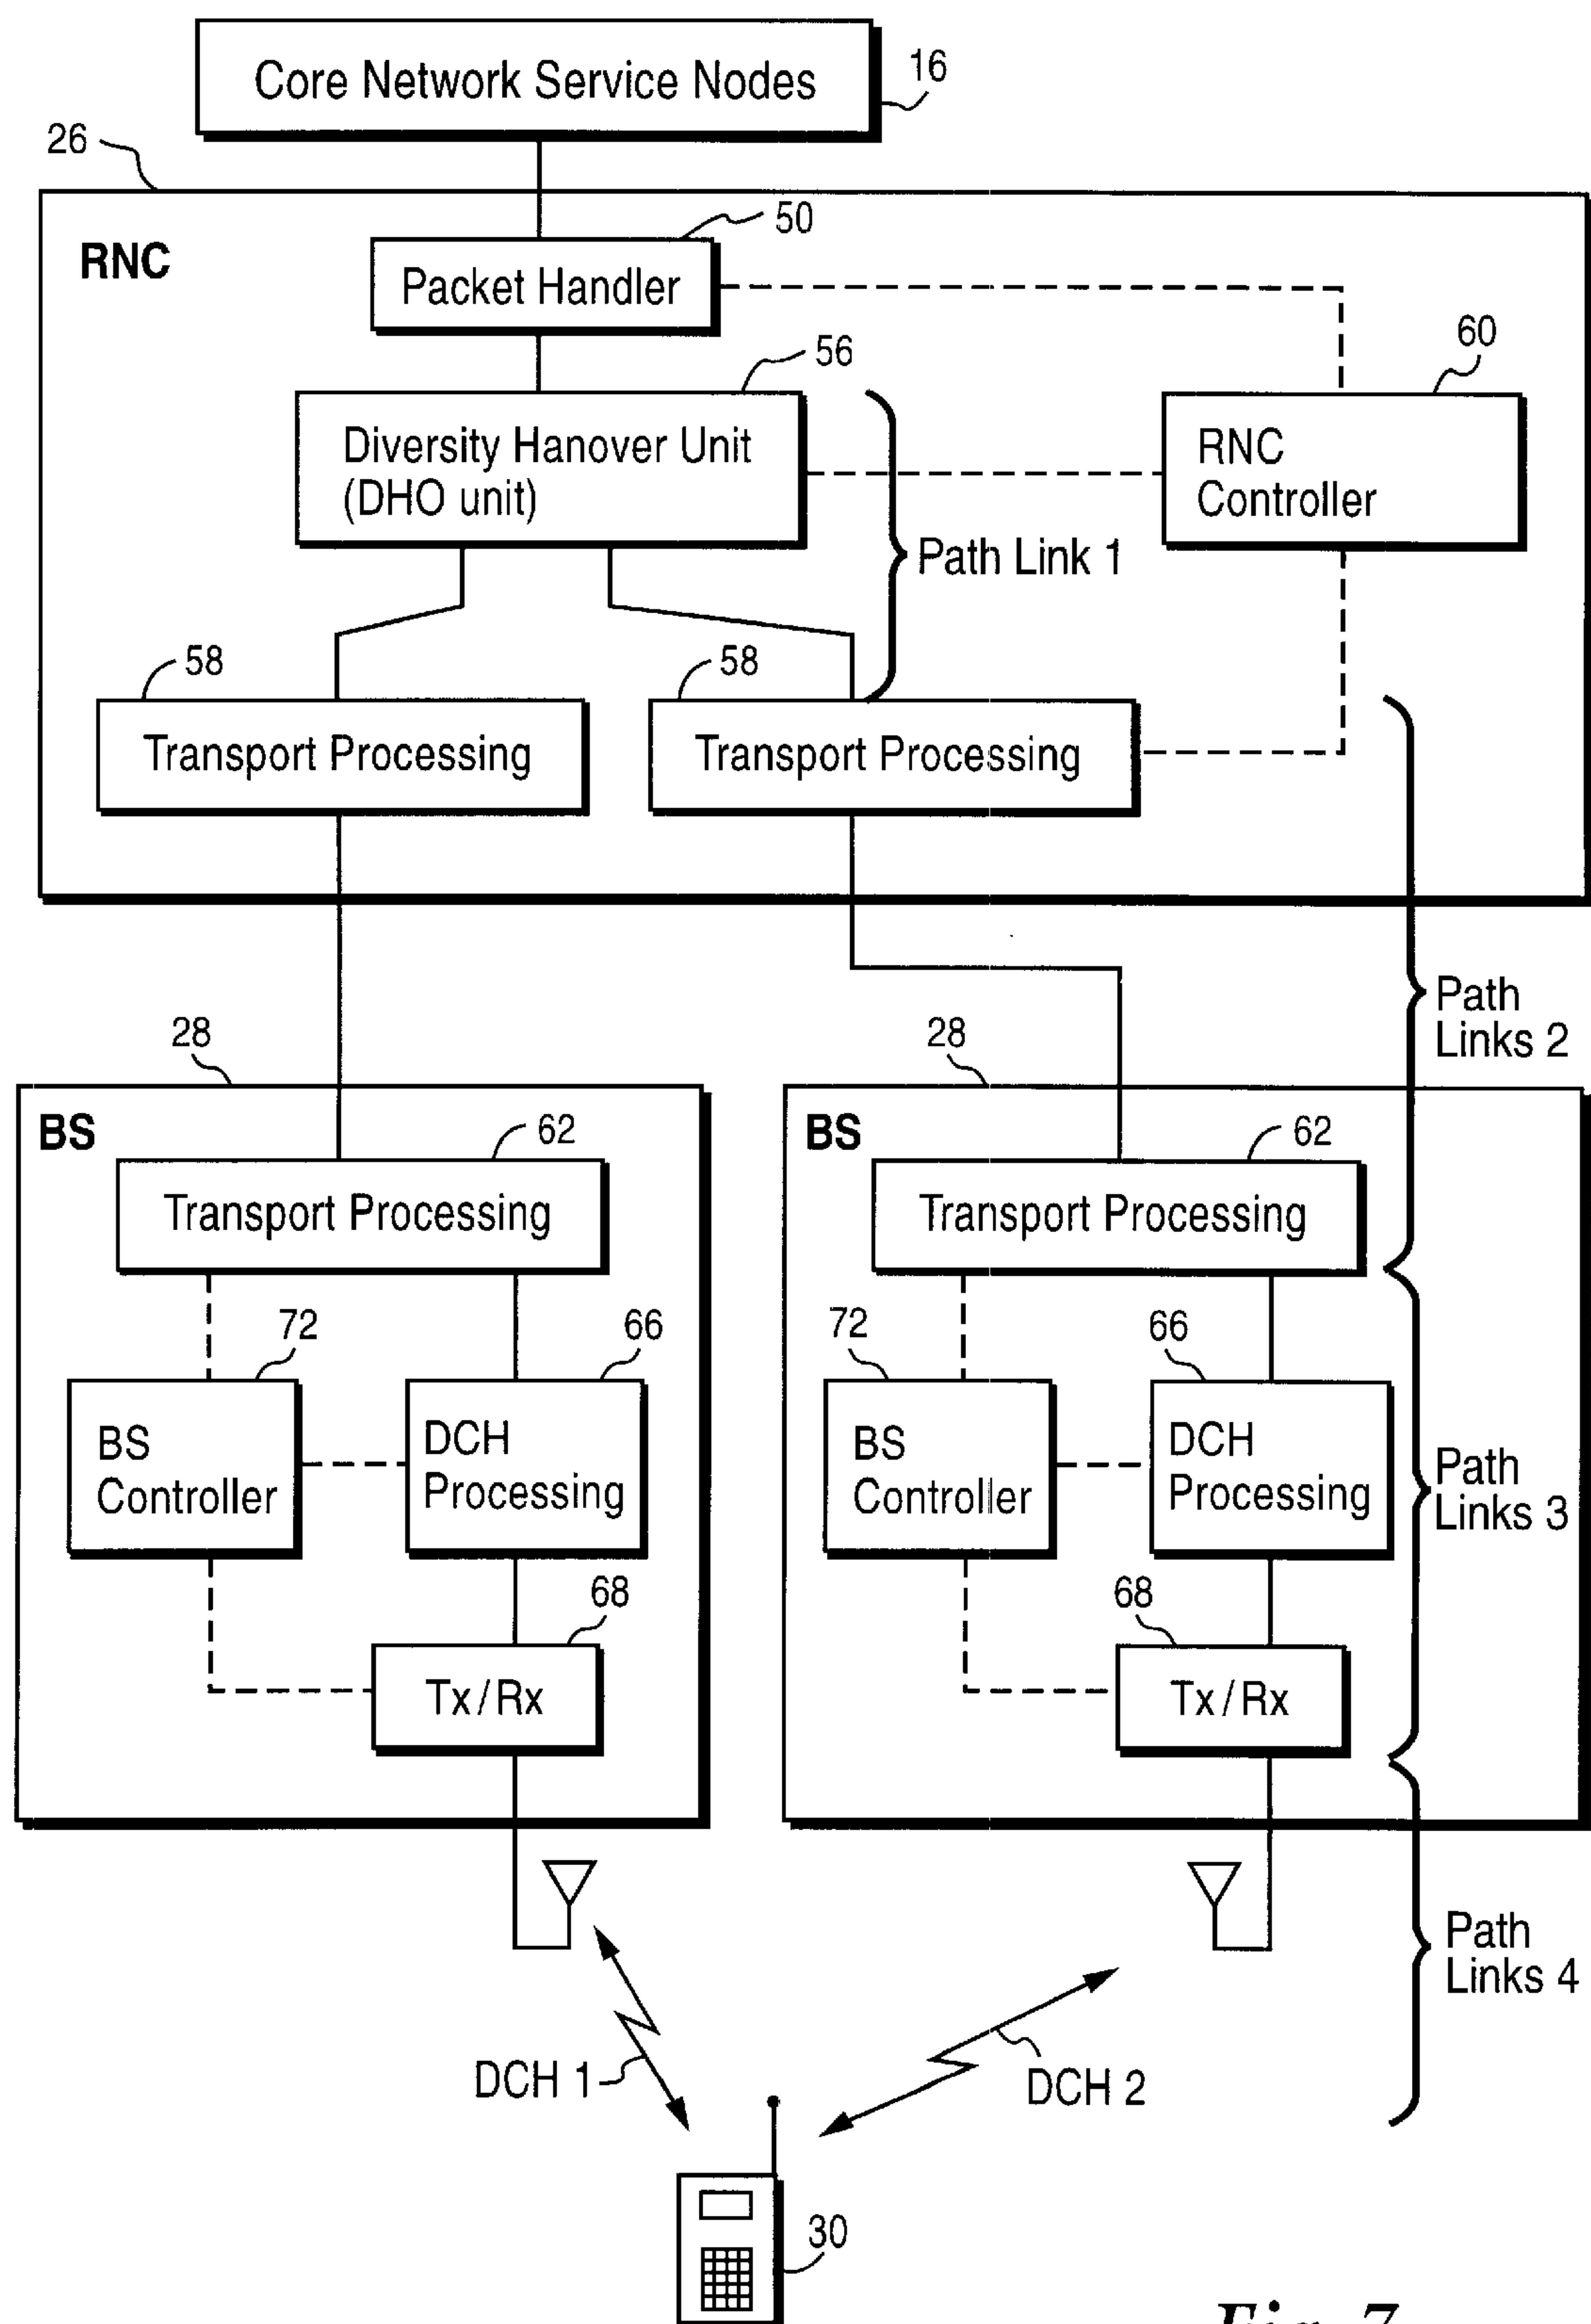 Core Network Service Nodes
16
26
RNC
50
Packet Handler
56
60
Diversity Hanover Unit
(DHO unit)
RNC
Controller
Path Link 1
58
58
Transport Processing
Transport Processing
Path
Links 2
28
28
BS
62
BS
62
Transport Processing
Transport Processing
72
66
72
66
BS
Controller
DCH
Processing
BS
Controller
DCH
Processing
Path
Links 3
68
68
Tx/Rx
Tx/Rx
Path
Links 4
DCH 1
DCH 2
30
Fig. 7